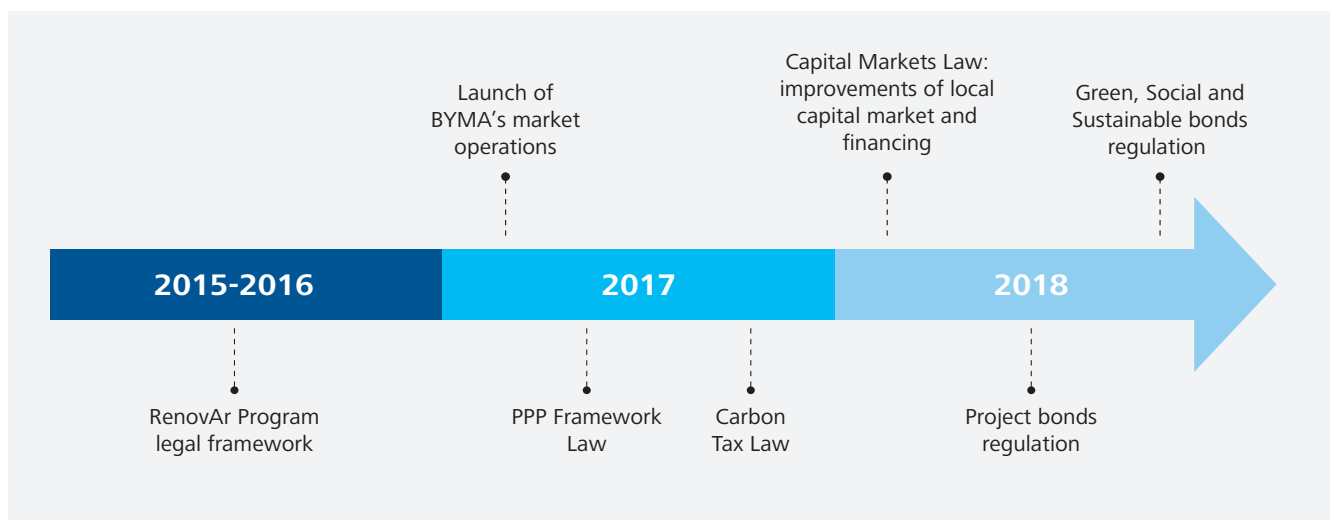 Launch of
BYMA’s market
operations
Capital Markets Law:
improvements of local
capital market and
financing
Green, Social and
Sustainable bonds
regulation
2015-2016
2017
2018
RenovAr Program
legal framework
PPP Framework
Law
Carbon
Tax Law
Project bonds
regulation